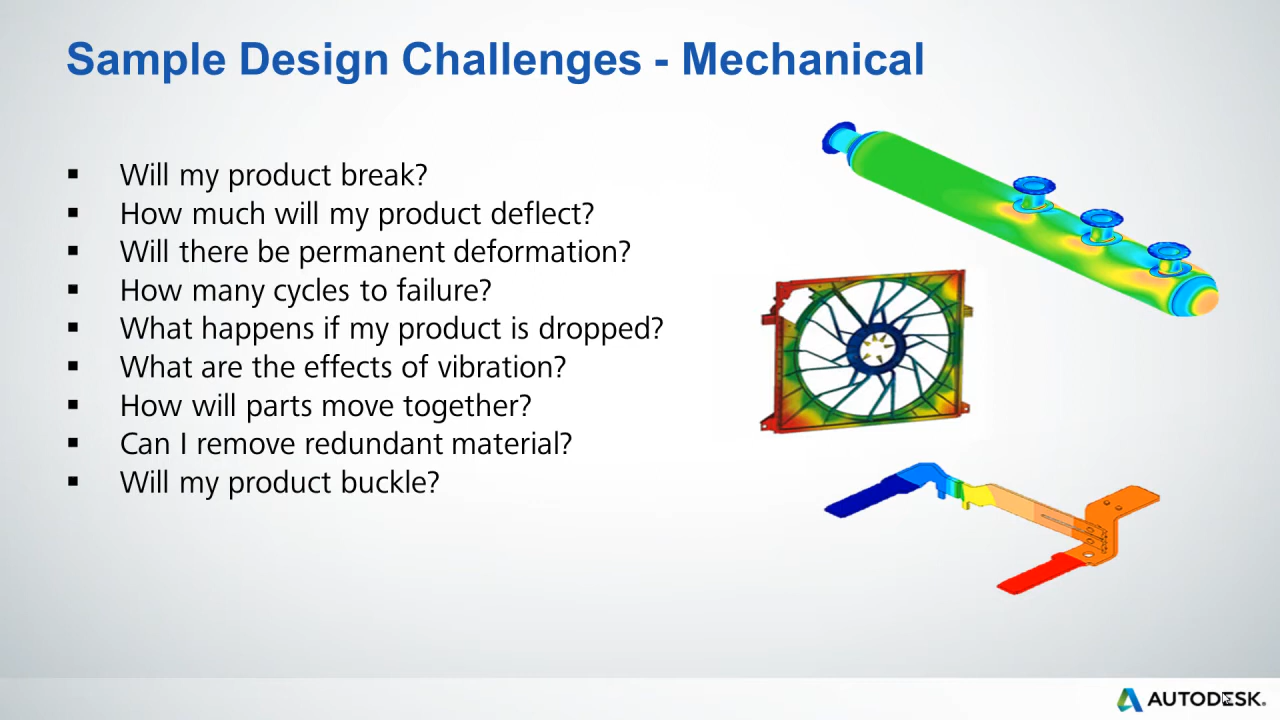 Sample Design Challenges - Mechanical
▪ Will my product break?
▪ How much will my product deflect?
▪ Will there be permanent deformation?
▪ How many cycles to failure?
▪ What happens if my product is dropped?
▪ What are the effects of vibration?
▪ How will parts move together?
▪ Can I remove redundant material?
▪ Will my product buckle?
AUTODESK.